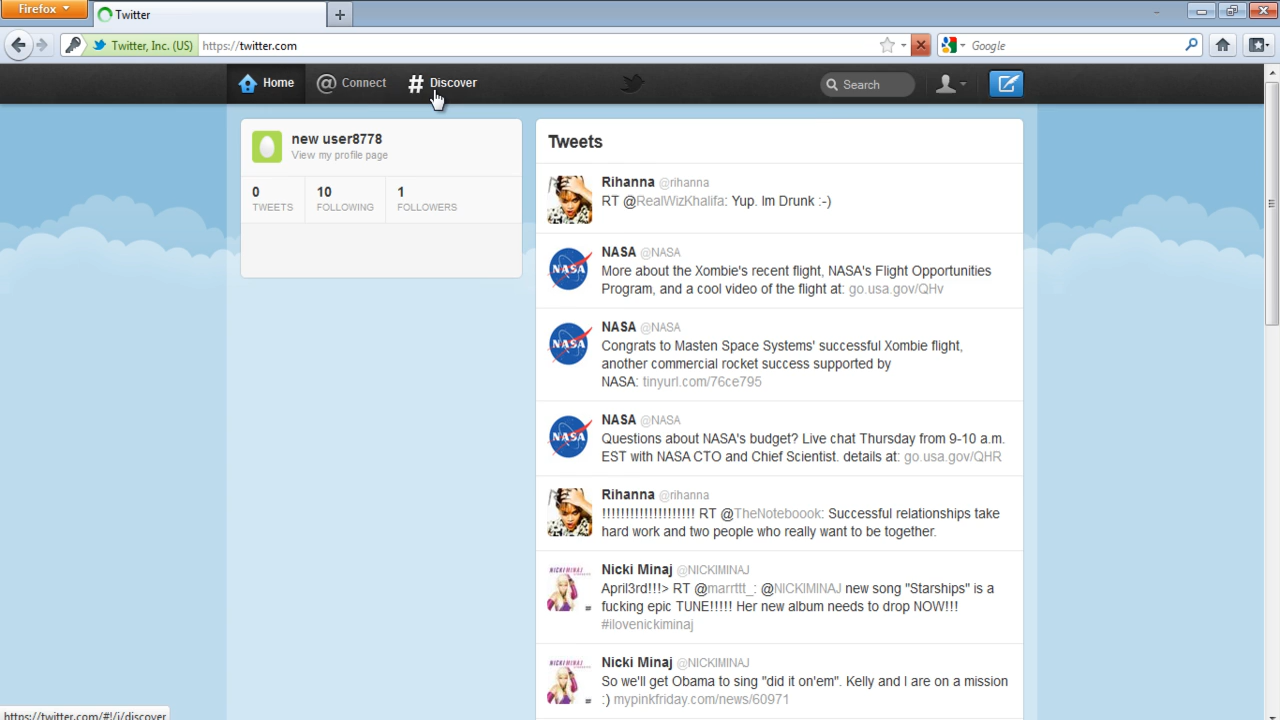 Firefox
Twitter
Twitter, Inc. (US) https://twitter.com
Google
Home
Connect
Discover
Search
new user8778
View my profile page
0
TWEETS
10
FOLLOWING
1
FOLLOWERS
Tweets
Rihanna @rihanna
RT @RealWizKhalifa: Yup. Im Drunk :-)
NASA @NASA
More about the Xombie's recent flight, NASA's Flight Opportunities
Program, and a cool video of the flight at: go.usa.gov/QHv
NASA @NASA
Congrats to Masten Space Systems' successful Xombie flight,
another commercial rocket success supported by
NASA: tinyurl.com/76ce795
NASA @NASA
Questions about NASA's budget? Live chat Thursday from 9-10 a.m.
EST with NASA CTO and Chief Scientist. details at: go.usa.gov/QHR
Rihanna @rihanna
!!!!!!!!!!!!!!!!!!!! RT @TheNoteboook: Successful relationships take
hard work and two people who really want to be together.
Nicki Minaj @NICKIMINAJ
April3rd!!!> RT @marrttt_: @NICKIMINAJ new song "Starships" is a
fucking epic TUNE!!!!! Her new album needs to drop NOW!!!
#ilovenickiminaj
Nicki Minaj @NICKIMINAJ
So we'll get Obama to sing "did it on'em". Kelly and I are on a mission
:) mypinkfriday.com/news/60971
https://twitter.com/#!/i/discover